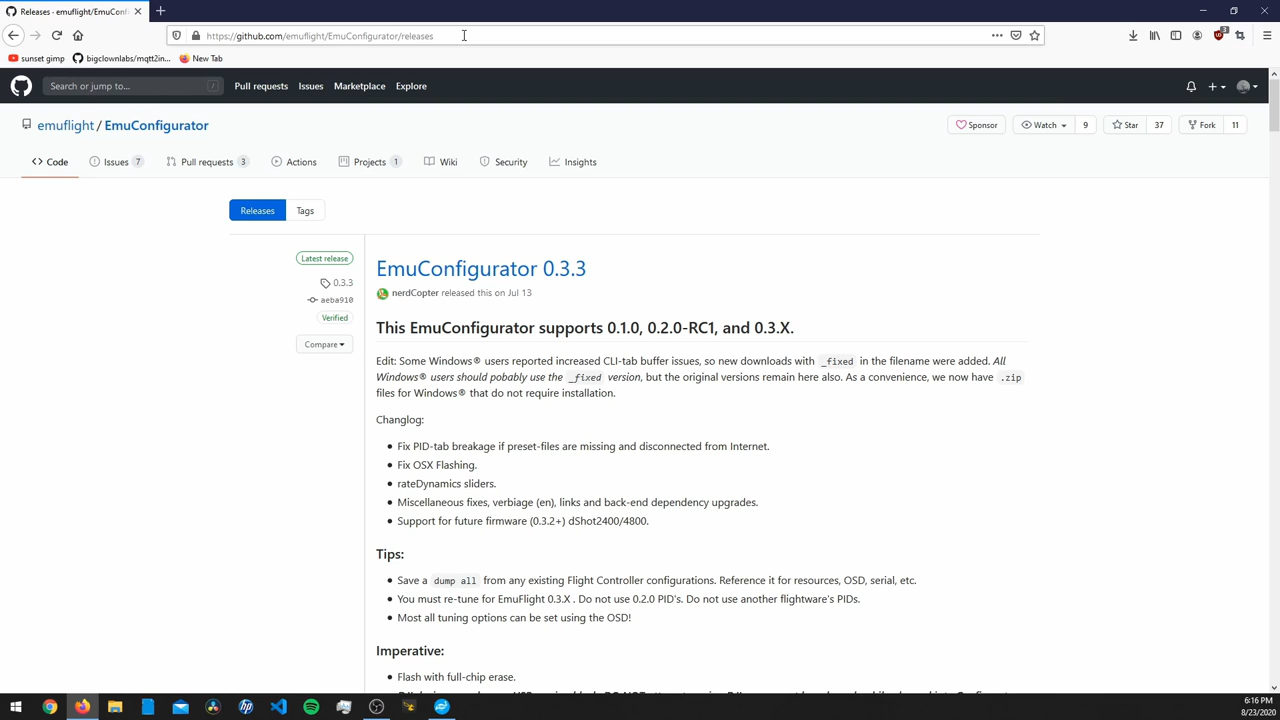 Releases · emuflight/EmuConfi
https://github.com/emuflight/EmuConfigurator/releases
3
sunset gimp
bigclownlabs/mqtt2in...
New Tab
Search or jump to...
/
Pull requests
Issues
Marketplace
Explore
emuflight / EmuConfigurator
Sponsor
Watch
9
Star
37
Fork
11
Code
Issues 7
Pull requests 3
Actions
Projects 1
Wiki
Security
Insights
Releases
Tags
Latest release
0.3.3
aeba910
Verified
Compare
EmuConfigurator 0.3.3
nerdCopter released this on Jul 13
This EmuConfigurator supports 0.1.0, 0.2.0-RC1, and 0.3.X.
Edit: Some Windows® users reported increased CLI-tab buffer issues, so new downloads with _fixed in the filename were added. All
Windows® users should pobably use the _fixed version, but the original versions remain here also. As a convenience, we now have .zip
files for Windows® that do not require installation.
Changlog:
• Fix PID-tab breakage if preset-files are missing and disconnected from Internet.
• Fix OSX Flashing.
• rateDynamics sliders.
• Miscellaneous fixes, verbiage (en), links and back-end dependency upgrades.
• Support for future firmware (0.3.2+) dShot2400/4800.
Tips:
• Save a dump all from any existing Flight Controller configurations. Reference it for resources, OSD, serial, etc.
• You must re-tune for EmuFlight 0.3.X . Do not use 0.2.0 PID's. Do not use another flightware's PIDs.
• Most all tuning options can be set using the OSD!
Imperative:
• Flash with full-chip erase.
6:16 PM
8/23/2020